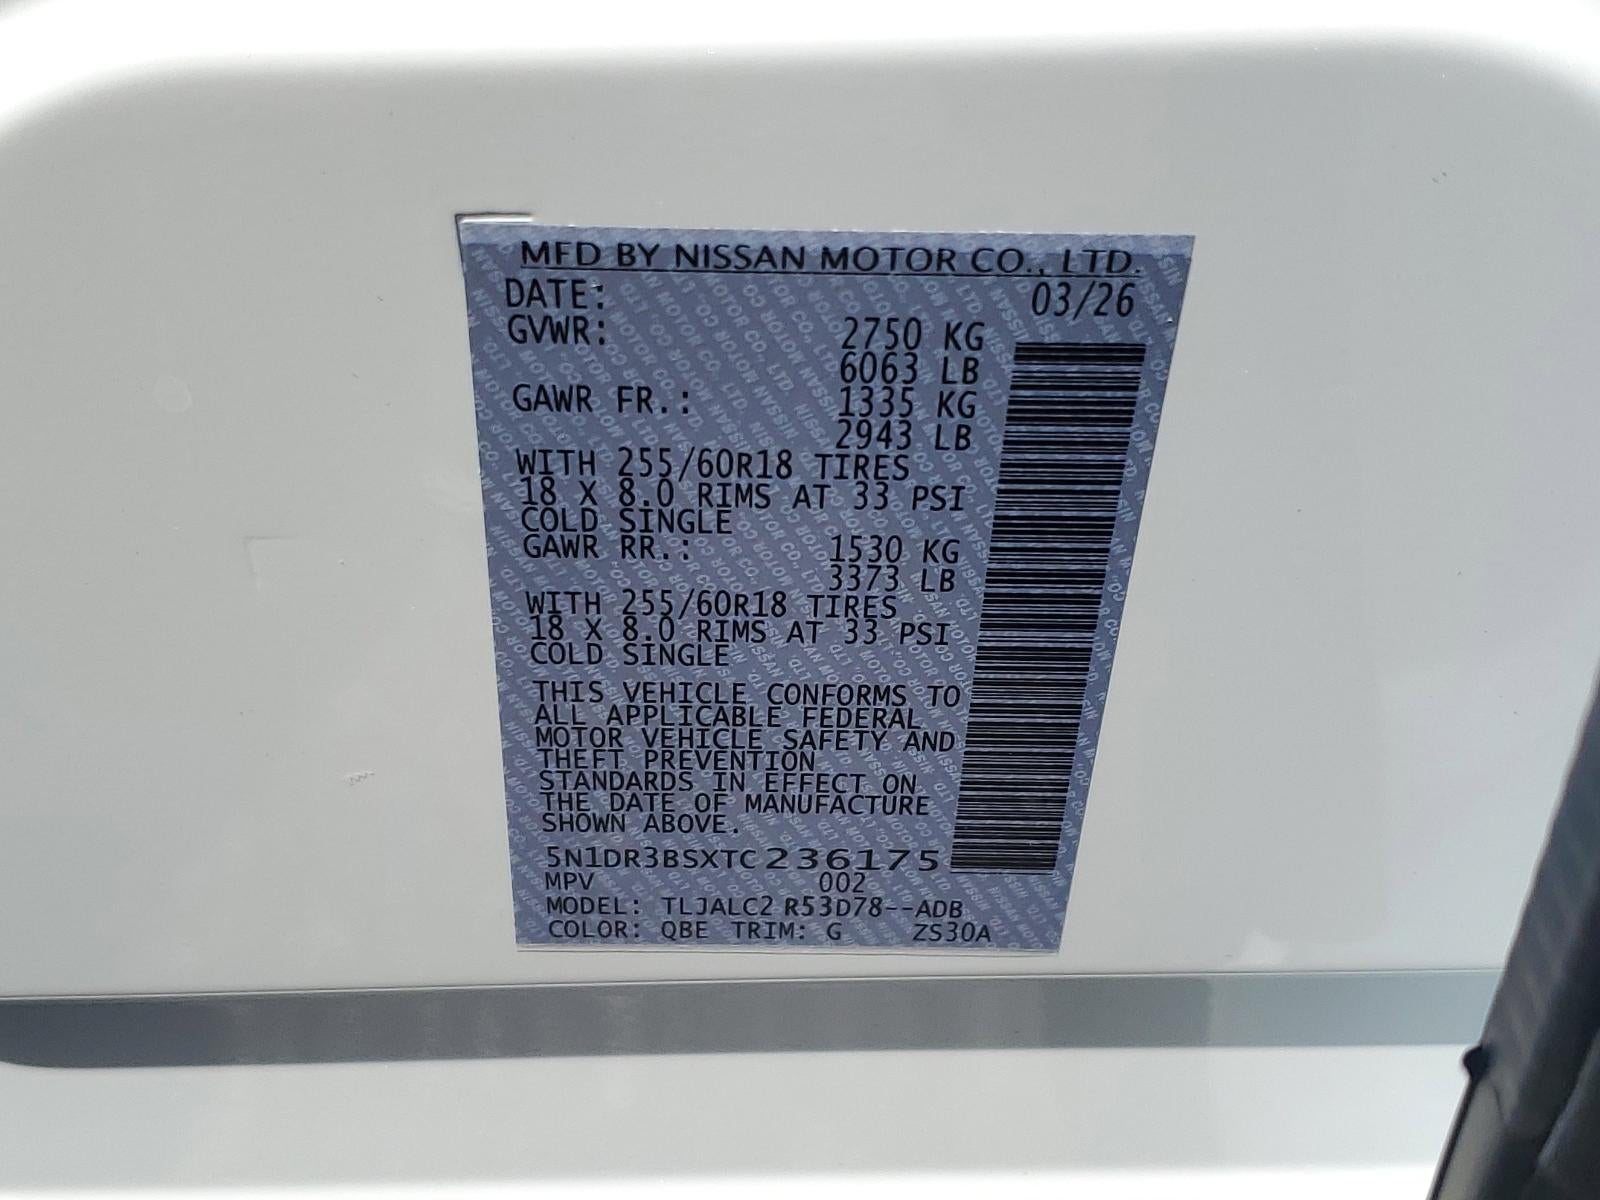 MFD BY NISSAN MOTOR CO., LTD.
DATE: 03/26
GVWR: 2750 KG
6063 LB
GAWR FR.: 1335 KG
2943 LB
WITH 255/60R18 TIRES
18 X 8.0 RIMS AT 33 PSI
COLD SINGLE
GAWR RR.: 1530 KG
3373 LB
WITH 255/60R18 TIRES
18 X 8.0 RIMS AT 33 PSI
COLD SINGLE
THIS VEHICLE CONFORMS TO
ALL APPLICABLE FEDERAL
MOTOR VEHICLE SAFETY AND
THEFT PREVENTION
STANDARDS IN EFFECT ON
THE DATE OF MANUFACTURE
SHOWN ABOVE.
5N1DR3BSXTC236175
MPV 002
MODEL: TLJALC2 R53D78--ADB
COLOR: QBE TRIM: G ZS30A